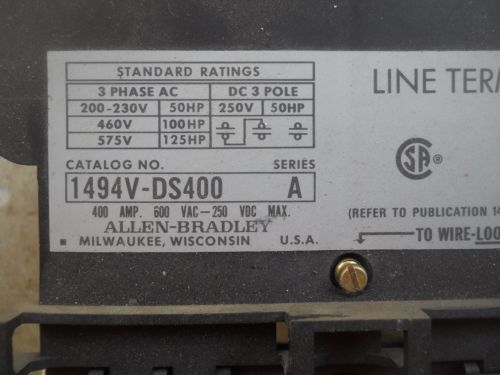 STANDARD RATINGS
3 PHASE AC DC 3 POLE
200-230V 50HP 250V 50HP
460V 100HP
575V 125HP
CATALOG NO. SERIES
1494V-DS400 A
400 AMP. 600 VAC-250 VDC MAX.
ALLEN-BRADLEY
MILWAUKEE, WISCONSIN U.S.A.
LINE TERM
SA ®
(REFER TO PUBLICATION 14
TO WIRE-LOO